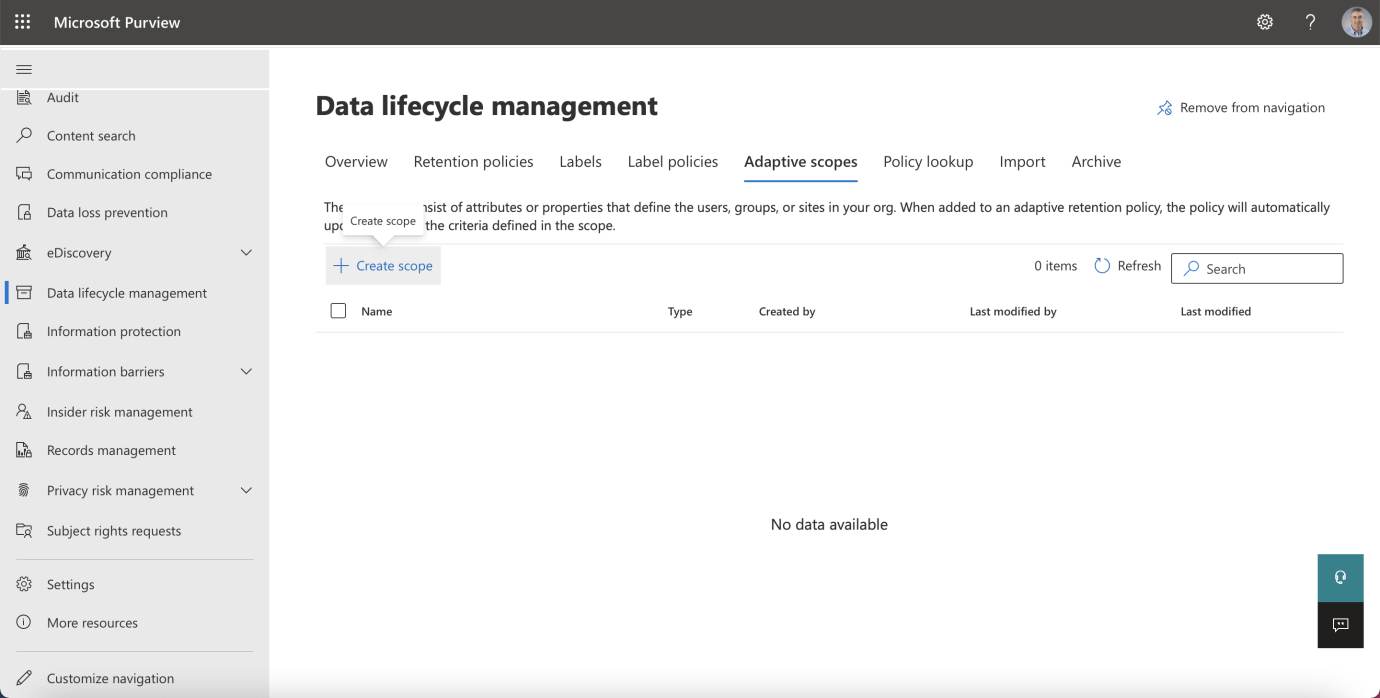 Microsoft Purview
?
Audit
Content search
Communication compliance
Data loss prevention
eDiscovery
Data lifecycle management
Information protection
Information barriers
Insider risk management
Records management
Privacy risk management
Subject rights requests
Settings
More resources
Customize navigation
Data lifecycle management
Remove from navigation
Overview Retention policies Labels Label policies Adaptive scopes Policy lookup Import Archive
of attributes or properties that define the users, groups, or sites in your org. When added to an adaptive retention policy, the policy will automatically
the criteria defined in the scope.
Create scope
Create scope
0 items Refresh Search
Name Type Created by Last modified by Last modified
No data available